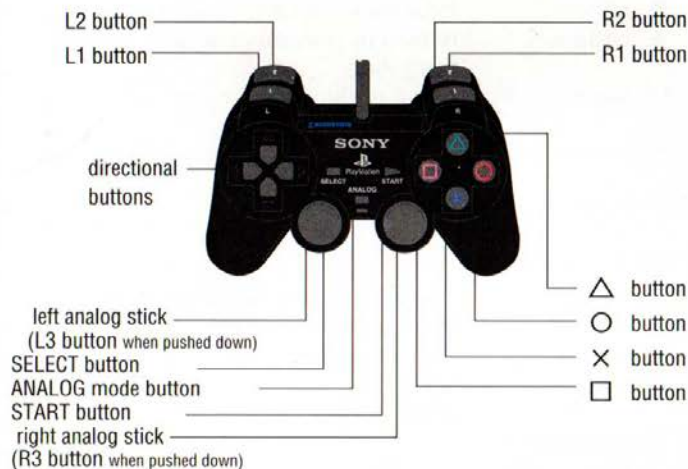 L2 button
R2 button
L1 button
R1 button
L
R
SONY
PlayStation
SELECT
START
ANALOG
directional
buttons
left analog stick
(L3 button when pushed down)
SELECT button
ANALOG mode button
START button
right analog stick
(R3 button when pushed down)
△ button
○ button
✕ button
□ button